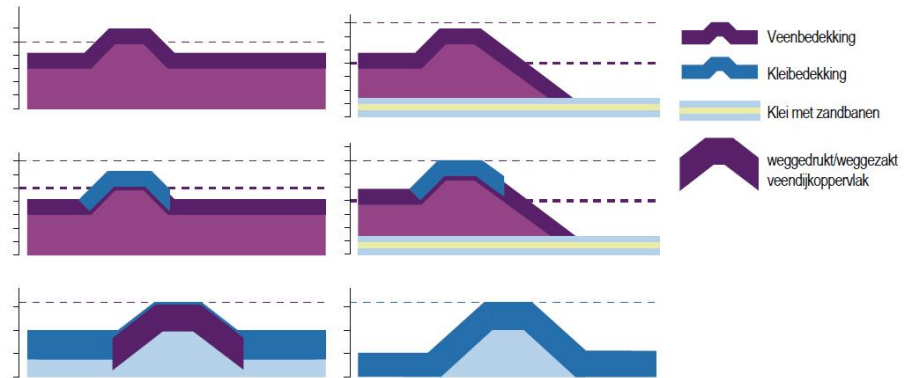 Veenbedekking
Kleibedekking
Klei met zandbanen
weggedrukt/weggezakt
veendijkoppervlak